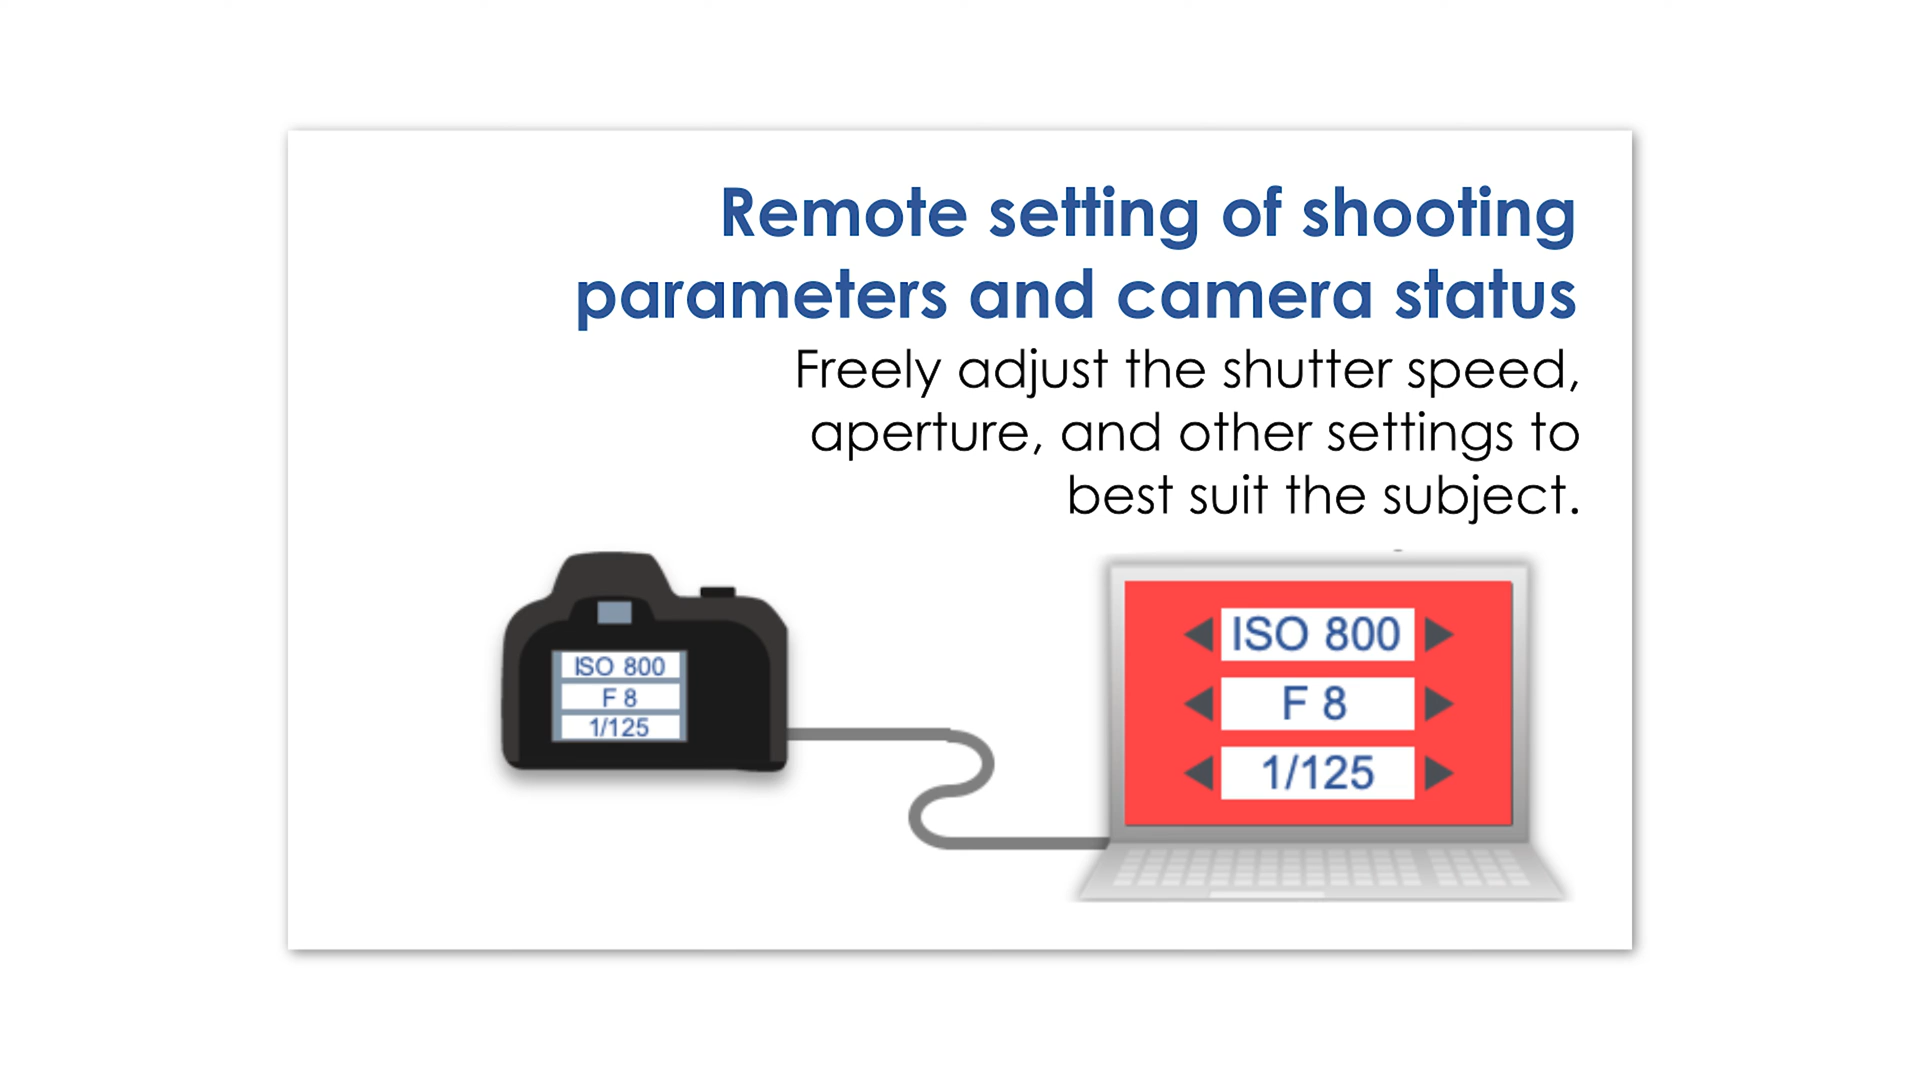 Remote setting of shooting
parameters and camera status
Freely adjust the shutter speed,
aperture, and other settings to
best suit the subject.
ISO 800
F 8
1/125
ISO 800
F 8
1/125